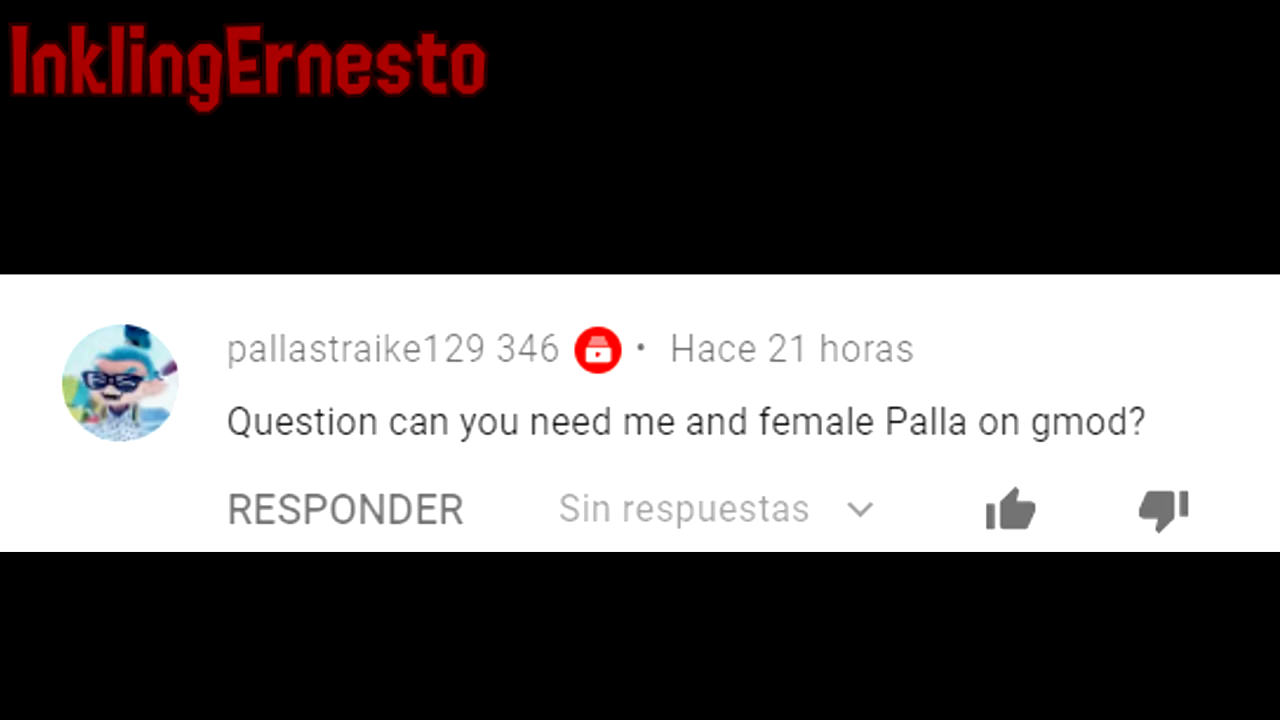 InklingErnesto
pallastraike129 346 • Hace 21 horas
Question can you need me and female Palla on gmod?
RESPONDER Sin respuestas